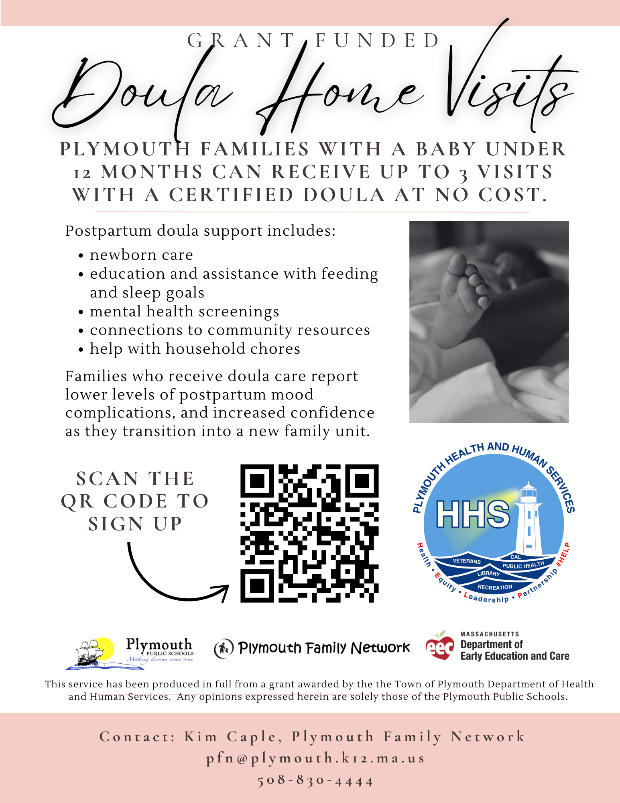 GRANT FUNDED
Doula Home Visits
PLYMOUTH FAMILIES WITH A BABY UNDER
12 MONTHS CAN RECEIVE UP TO 3 VISITS
WITH A CERTIFIED DOULA AT NO COST.
Postpartum doula support includes:
• newborn care
• education and assistance with feeding
and sleep goals
• mental health screenings
• connections to community resources
• help with household chores
Families who receive doula care report
lower levels of postpartum mood
complications, and increased confidence
as they transition into a new family unit.
SCAN THE
QR CODE TO
SIGN UP
PLYMOUTH HEALTH AND HUMAN SERVICES
HHS
VETERANS
COA
PUBLIC HEALTH
LIBRARY
RECREATION
Health • Equity • Leadership • Partnership #HELP
Plymouth
PUBLIC SCHOOLS
Making dreams come true
Plymouth Family Network
eec
MASSACHUSETTS
Department of
Early Education and Care
This service has been produced in full from a grant awarded by the the Town of Plymouth Department of Health
and Human Services. Any opinions expressed herein are solely those of the Plymouth Public Schools.
Contact: Kim Caple, Plymouth Family Network
pfn@plymouth.k12.ma.us
508-830-4444